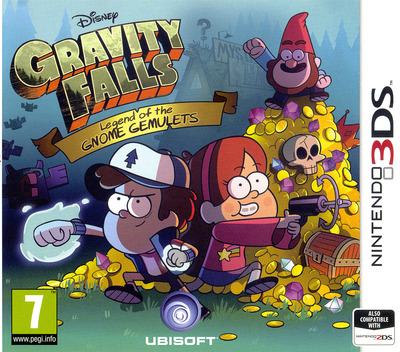 Disney
GRAVITY
FALLS
Legend of the
GNOME GEMULETS
MYSTERY
NINTENDO 3DS
7
www.pegi.info
UBISOFT
ALSO
COMPATIBLE
WITH
NINTENDO 2DS